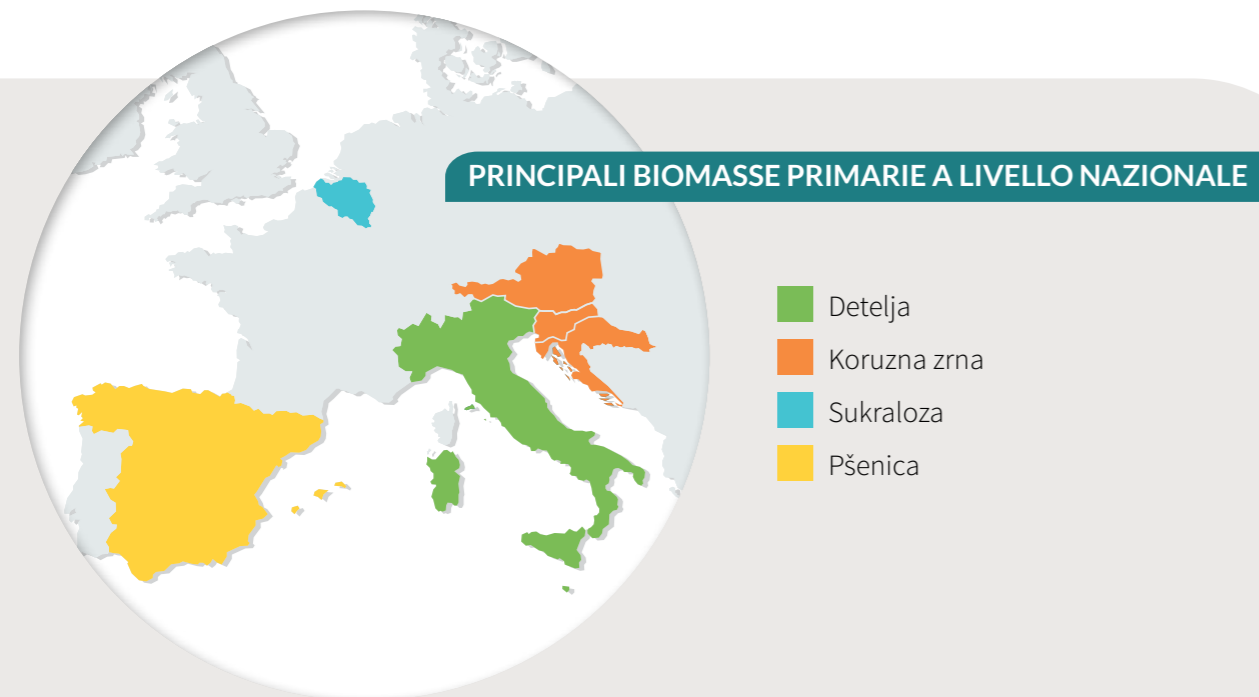 PRINCIPALI BIOMASSE PRIMARIE A LIVELLO NAZIONALE
Detelja
Koruzna zrna
Sukraloza
Pšenica